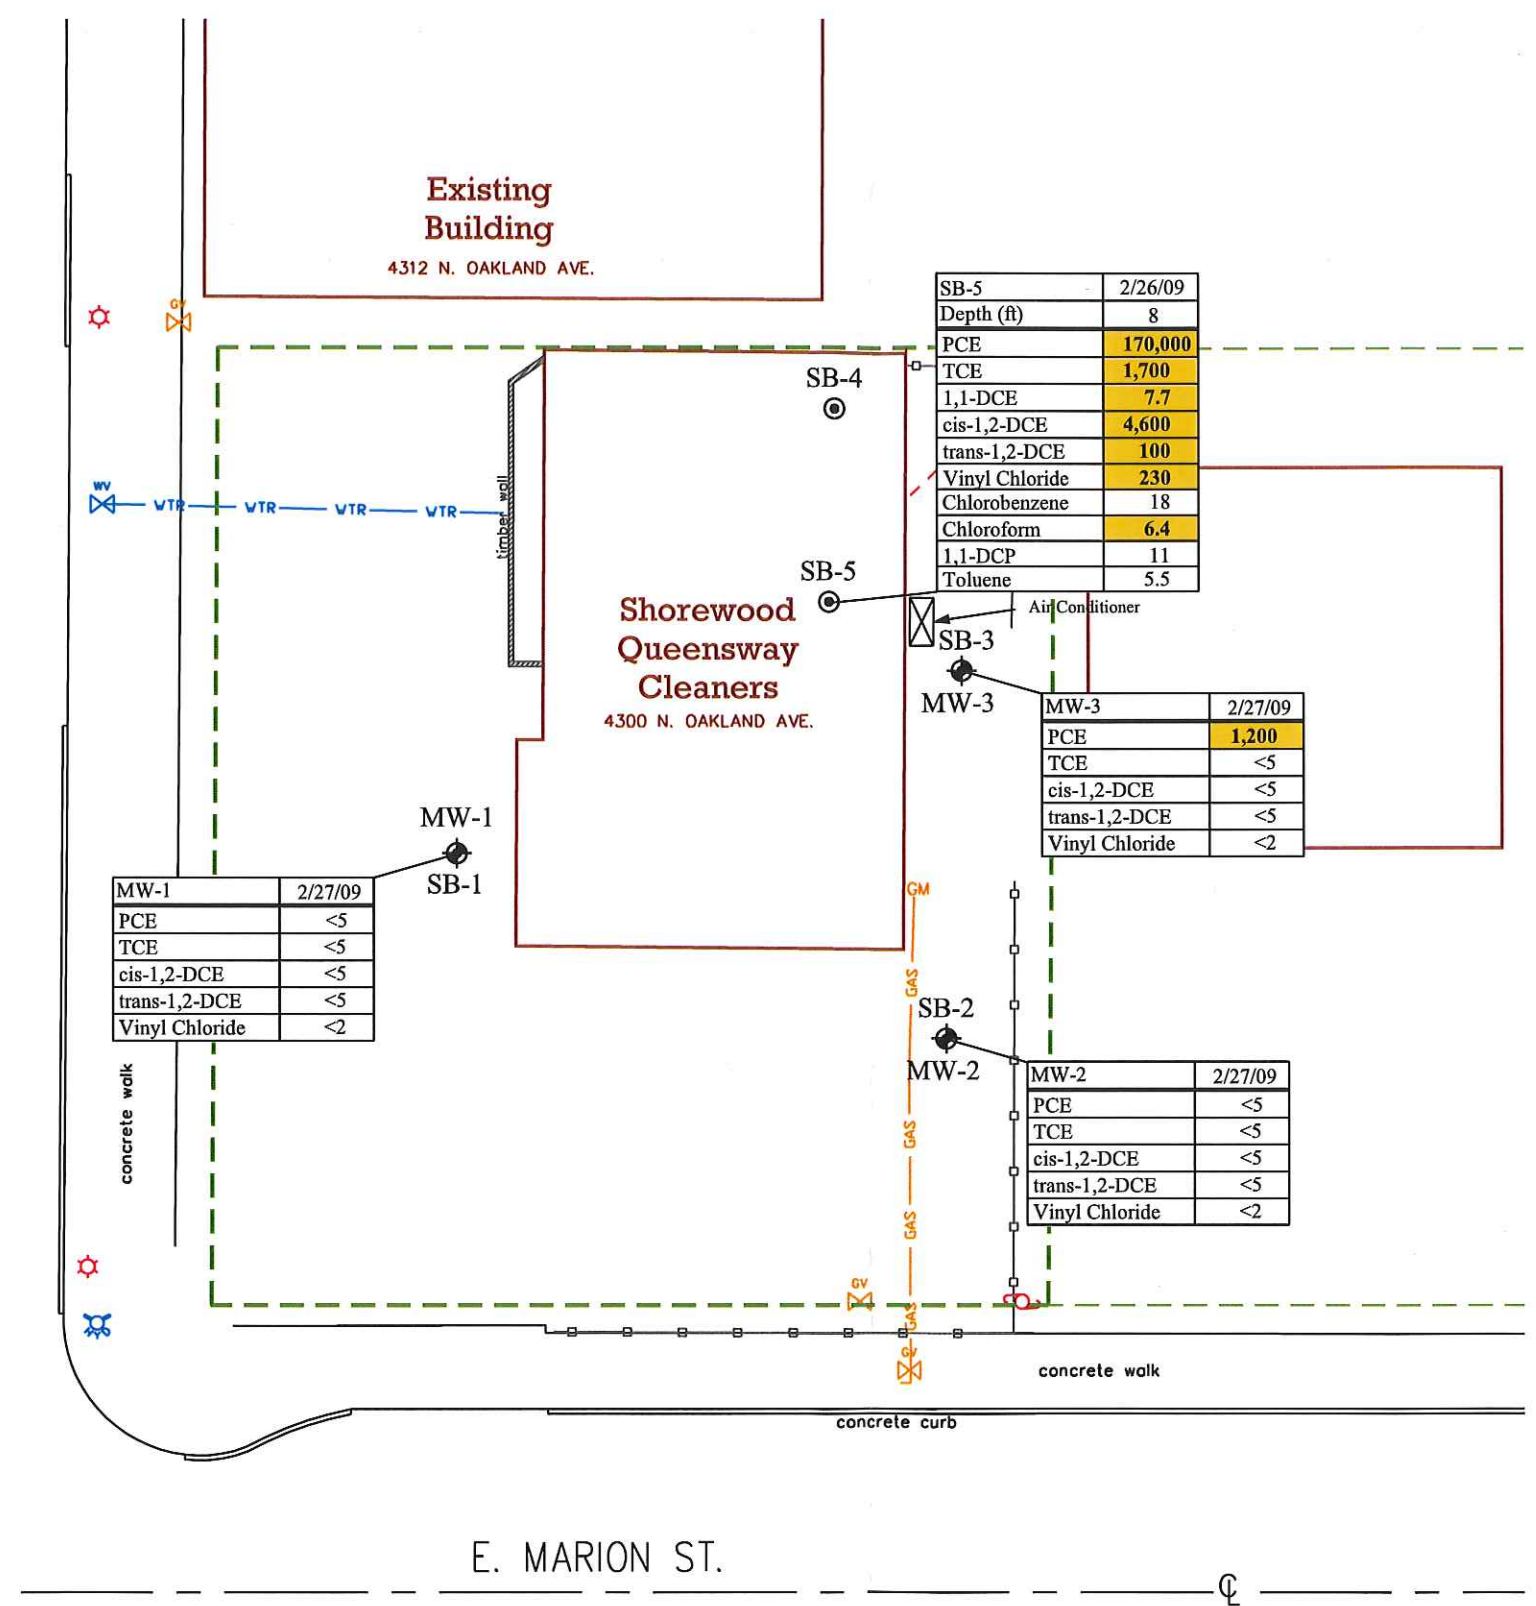 Existing
Building
4312 N. OAKLAND AVE.
GV
SB-5 2/26/09
Depth (ft) 8
PCE 170,000
TCE 1,700
1,1-DCE 7.7
cis-1,2-DCE 4,600
trans-1,2-DCE 100
Vinyl Chloride 230
Chlorobenzene 18
Chloroform 6.4
1,1-DCP 11
Toluene 5.5
SB-4
WV
WTR WTR WTR WTR
timber wall
SB-5
Air Conditioner
Shorewood
Queensway
Cleaners
4300 N. OAKLAND AVE.
SB-3
MW-3
MW-3 2/27/09
PCE 1,200
TCE <5
cis-1,2-DCE <5
trans-1,2-DCE <5
Vinyl Chloride <2
MW-1
SB-1
MW-1 2/27/09
PCE <5
TCE <5
cis-1,2-DCE <5
trans-1,2-DCE <5
Vinyl Chloride <2
GM
GAS
GAS
GAS
GAS
SB-2
MW-2
MW-2 2/27/09
PCE <5
TCE <5
cis-1,2-DCE <5
trans-1,2-DCE <5
Vinyl Chloride <2
concrete walk
GV
GV
concrete walk
concrete curb
E. MARION ST.
℄